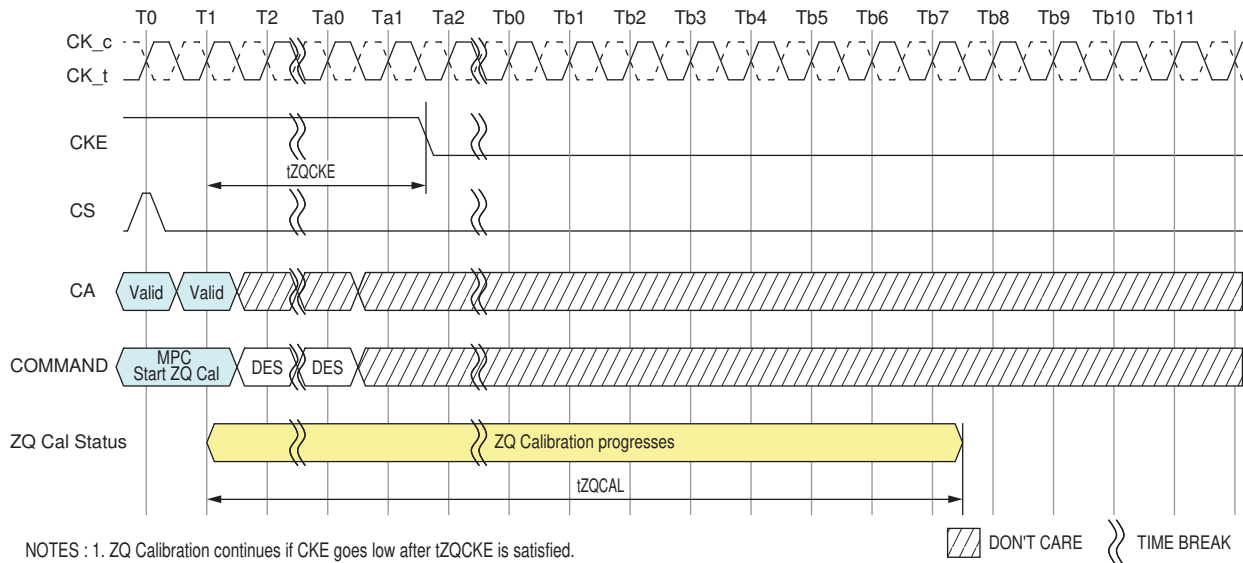 T0 T1 T2 Ta0 Ta1 Ta2 Tb0 Tb1 Tb2 Tb3 Tb4 Tb5 Tb6 Tb7 Tb8 Tb9 Tb10 Tb11
CK_c
CK_t
CKE
tZQCKE
CS
CA Valid Valid
COMMAND MPC Start ZQ Cal DES DES
ZQ Cal Status ZQ Calibration progresses
tZQCAL
NOTES : 1. ZQ Calibration continues if CKE goes low after tZQCKE is satisfied.
DON'T CARE TIME BREAK